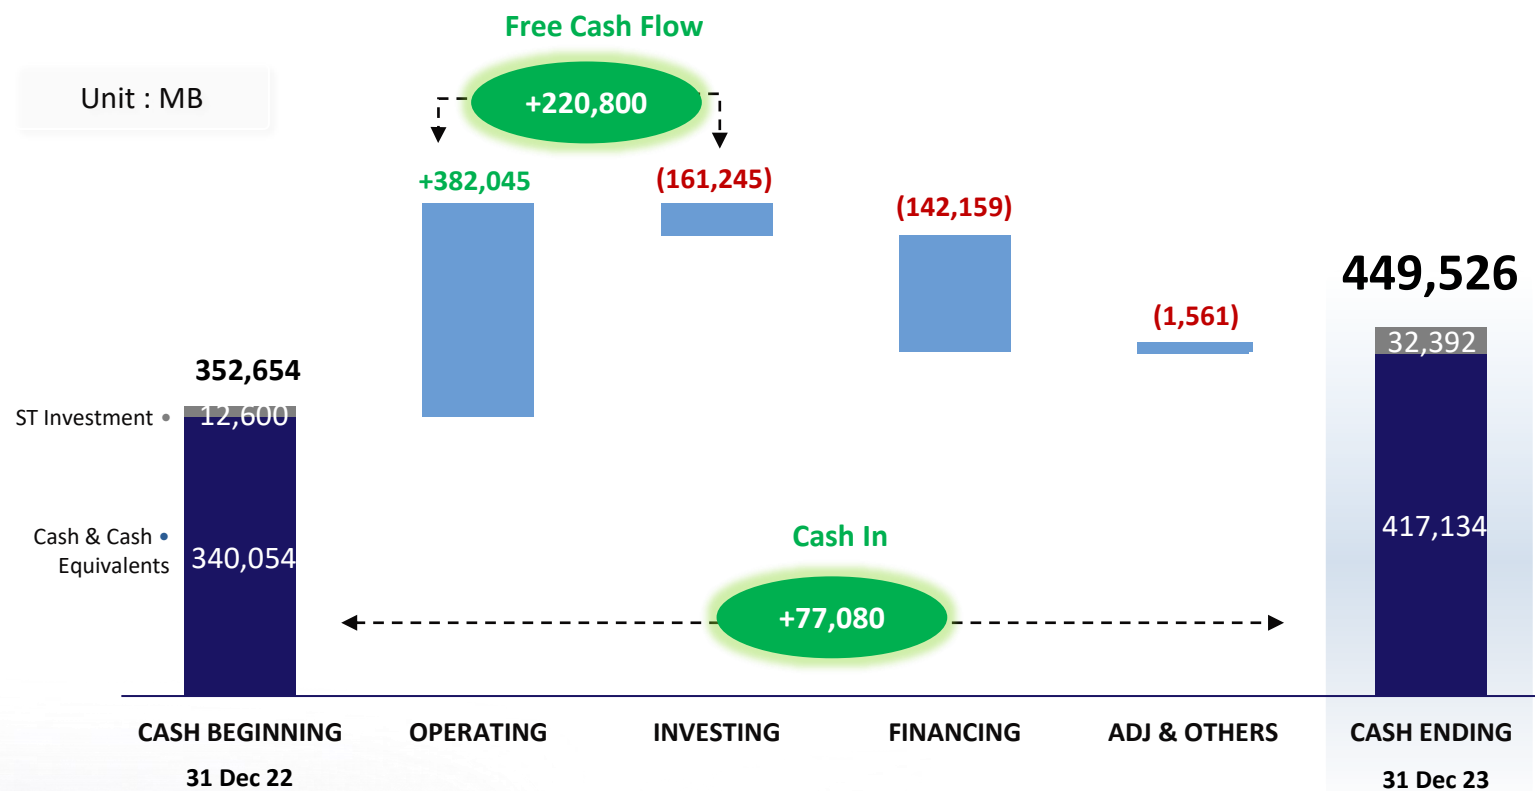 Free Cash Flow
Unit : MB
+220,800
+382,045
(161,245)
(142,159)
(1,561)
449,526
32,392
352,654
ST Investment •
12,600
417,134
Cash & Cash •
Equivalents
340,054
Cash In
+77,080
CASH BEGINNING
OPERATING
INVESTING
FINANCING
ADJ & OTHERS
CASH ENDING
31 Dec 22
31 Dec 23